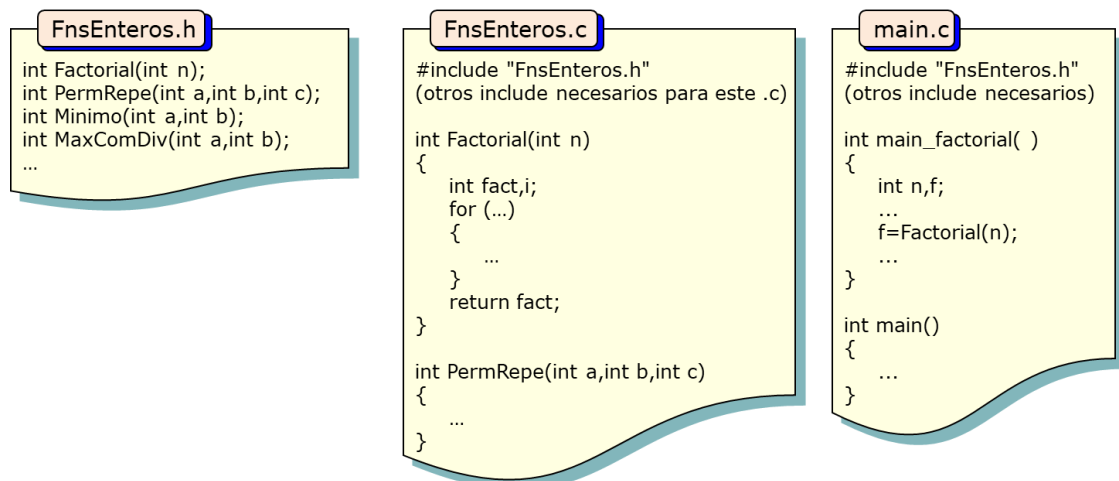 FnsEnteros.h
int Factorial(int n);
int PermRepe(int a,int b,int c);
int Minimo(int a,int b);
int MaxComDiv(int a,int b);
...
FnsEnteros.c
#include "FnsEnteros.h"
(otros include necesarios para este .c)
int Factorial(int n)
{
int fact,i;
for (...)
{
...
}
return fact;
}
int PermRepe(int a,int b,int c)
{
...
}
main.c
#include "FnsEnteros.h"
(otros include necesarios)
int main_factorial( )
{
int n,f;
...
f=Factorial(n);
...
}
int main()
{
...
}